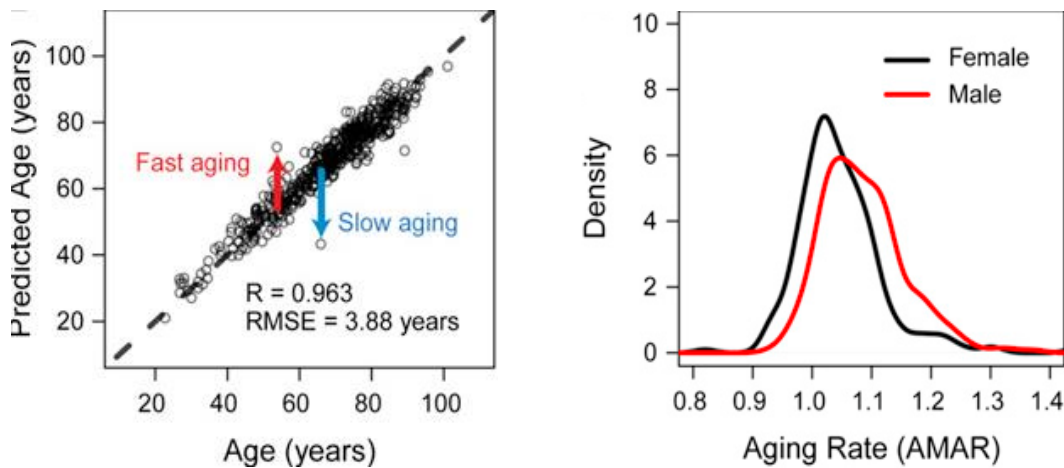 Predicted Age (years)
100
80
60
40
20
Fast aging
Slow aging
R = 0.963
RMSE = 3.88 years
20 40 60 80 100
Age (years)
Density
10
8
6
4
2
0
Female
Male
0.8 0.9 1.0 1.1 1.2 1.3 1.4
Aging Rate (AMAR)